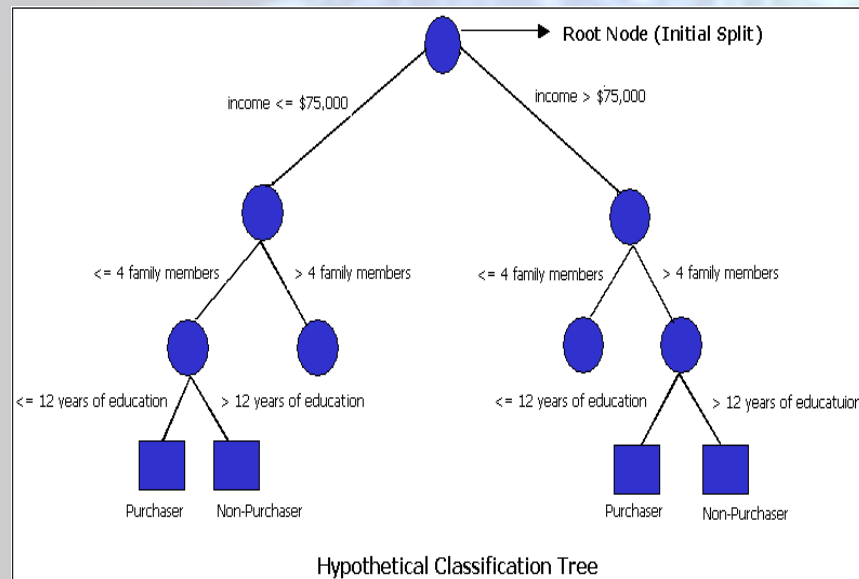 Root Node (Initial Split)
income <= $75,000
income > $75,000
<= 4 family members
> 4 family members
<= 4 family members
> 4 family members
<= 12 years of education
> 12 years of education
<= 12 years of education
> 12 years of educatuion
Purchaser
Non-Purchaser
Purchaser
Non-Purchaser
Hypothetical Classification Tree